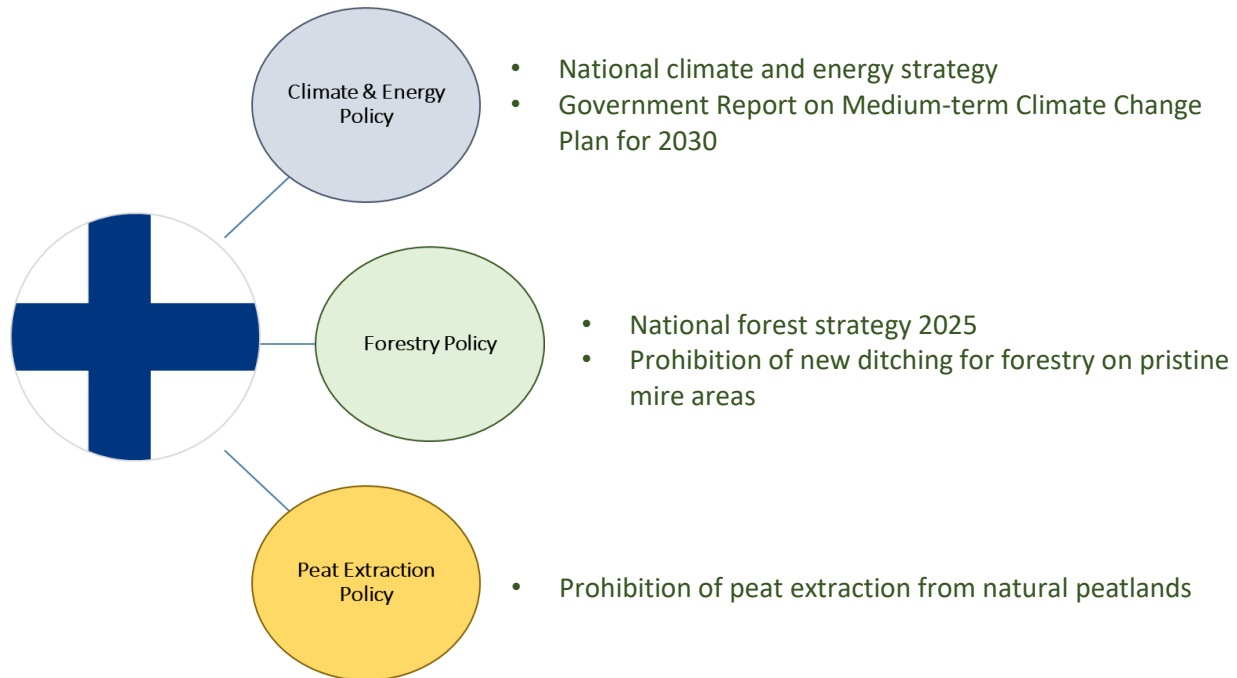 Climate & Energy
Policy
• National climate and energy strategy
• Government Report on Medium-term Climate Change
Plan for 2030
Forestry Policy
• National forest strategy 2025
• Prohibition of new ditching for forestry on pristine
mire areas
Peat Extraction
Policy
• Prohibition of peat extraction from natural peatlands